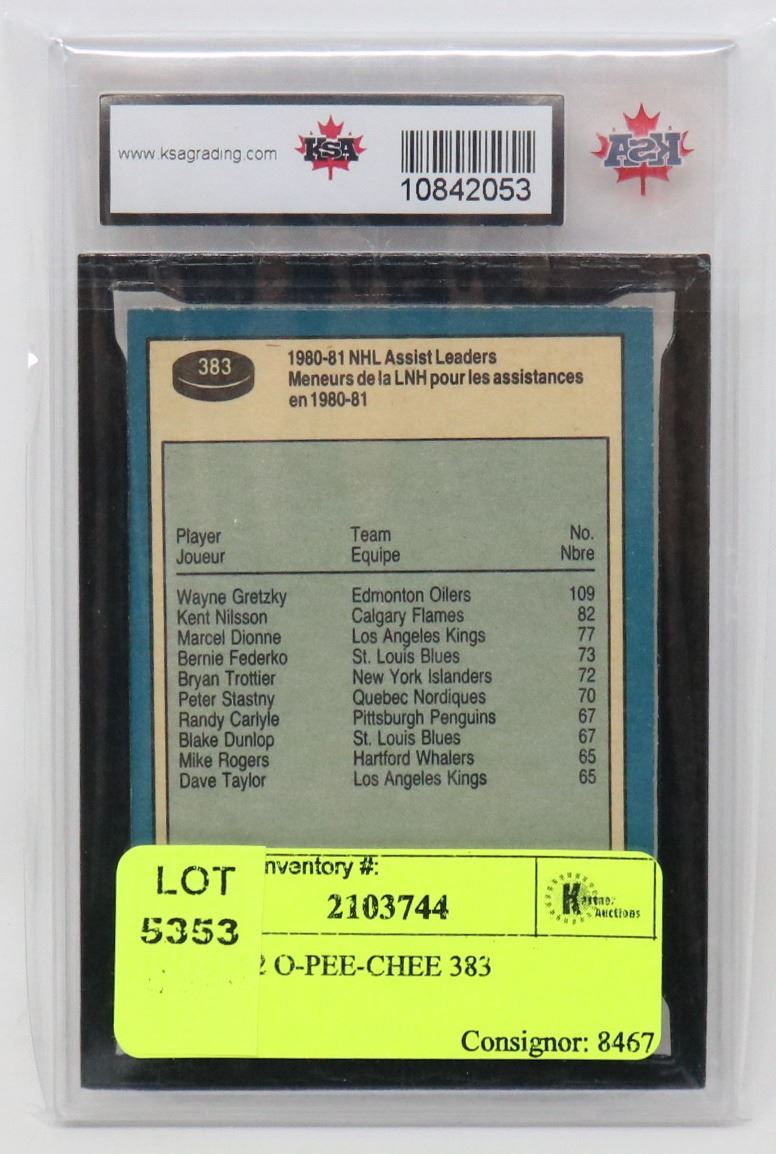 www.ksagrading.com
KSA
10842053
KSA
383
1980-81 NHL Assist Leaders
Meneurs de la LNH pour les assistances
en 1980-81
Player Team No.
Joueur Equipe Nbre
Wayne Gretzky Edmonton Oilers 109
Kent Nilsson Calgary Flames 82
Marcel Dionne Los Angeles Kings 77
Bernie Federko St. Louis Blues 73
Bryan Trottier New York Islanders 72
Peter Stastny Quebec Nordiques 70
Randy Carlyle Pittsburgh Penguins 67
Blake Dunlop St. Louis Blues 67
Mike Rogers Hartford Whalers 65
Dave Taylor Los Angeles Kings 65
LOT
5353
nventory #:
2103744
Kastner
Auctions
2 O-PEE-CHEE 383
Consignor: 8467